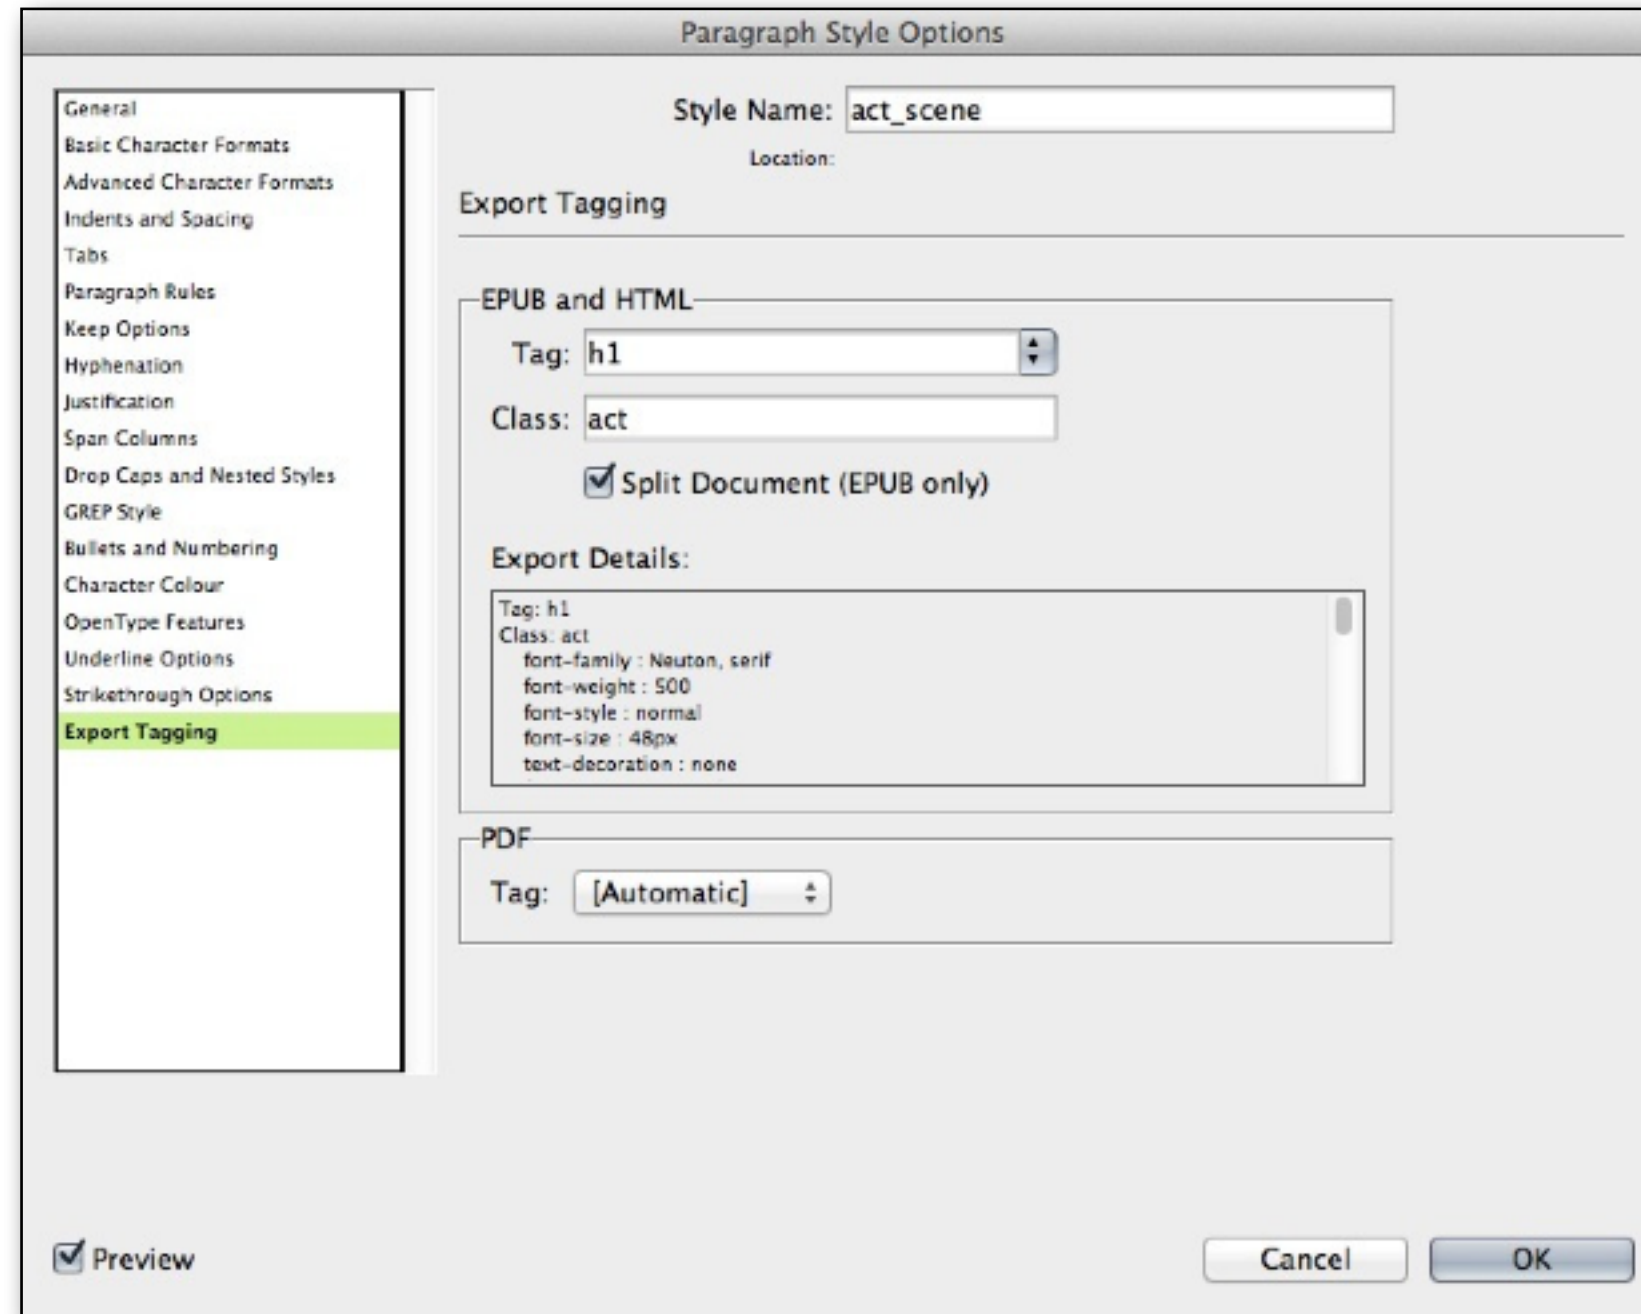 Paragraph Style Options
General
Basic Character Formats
Advanced Character Formats
Indents and Spacing
Tabs
Paragraph Rules
Keep Options
Hyphenation
Justification
Span Columns
Drop Caps and Nested Styles
GREP Style
Bullets and Numbering
Character Colour
OpenType Features
Underline Options
Strikethrough Options
Export Tagging
Style Name: act_scene
Location:
Export Tagging
EPUB and HTML
Tag: h1
Class: act
Split Document (EPUB only)
Export Details:
Tag: h1
Class: act
font-family : Neuton, serif
font-weight : 500
font-style : normal
font-size : 48px
text-decoration : none
PDF
Tag: [Automatic]
Preview
Cancel
OK